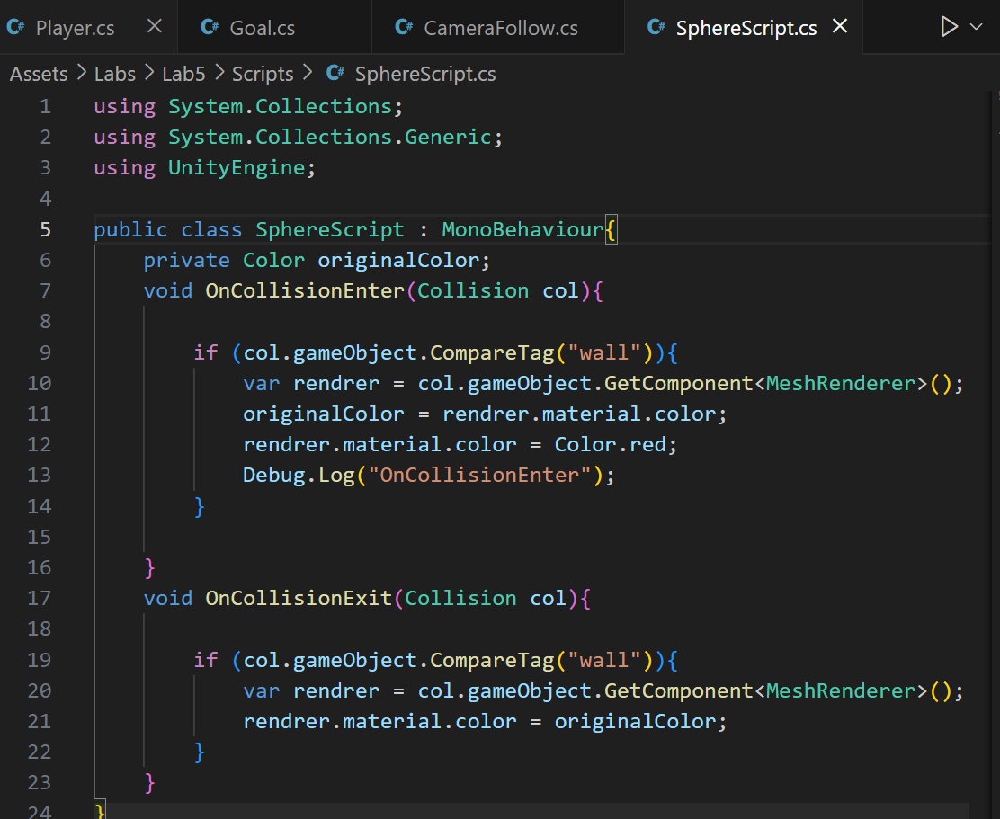 Player.cs Goal.cs CameraFollow.cs SphereScript.cs
Assets > Labs > Lab5 > Scripts > SphereScript.cs
1 using System.Collections;
2 using System.Collections.Generic;
3 using UnityEngine;
4
5 public class SphereScript : MonoBehaviour{
6     private Color originalColor;
7     void OnCollisionEnter(Collision col){
8
9         if (col.gameObject.CompareTag("wall")){
10             var rendrer = col.gameObject.GetComponent<MeshRenderer>();
11             originalColor = rendrer.material.color;
12             rendrer.material.color = Color.red;
13             Debug.Log("OnCollisionEnter");
14         }
15
16     }
17     void OnCollisionExit(Collision col){
18
19         if (col.gameObject.CompareTag("wall")){
20             var rendrer = col.gameObject.GetComponent<MeshRenderer>();
21             rendrer.material.color = originalColor;
22         }
23     }
24 }